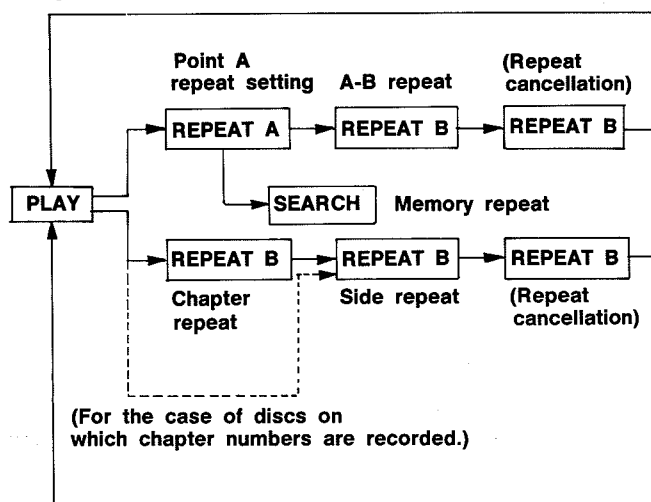 Point A
repeat setting
A-B repeat
(Repeat
cancellation)
REPEAT A
REPEAT B
REPEAT B
PLAY
SEARCH
Memory repeat
REPEAT B
REPEAT B
REPEAT B
Chapter
repeat
Side repeat
(Repeat
cancellation)
(For the case of discs on
which chapter numbers are recorded.)